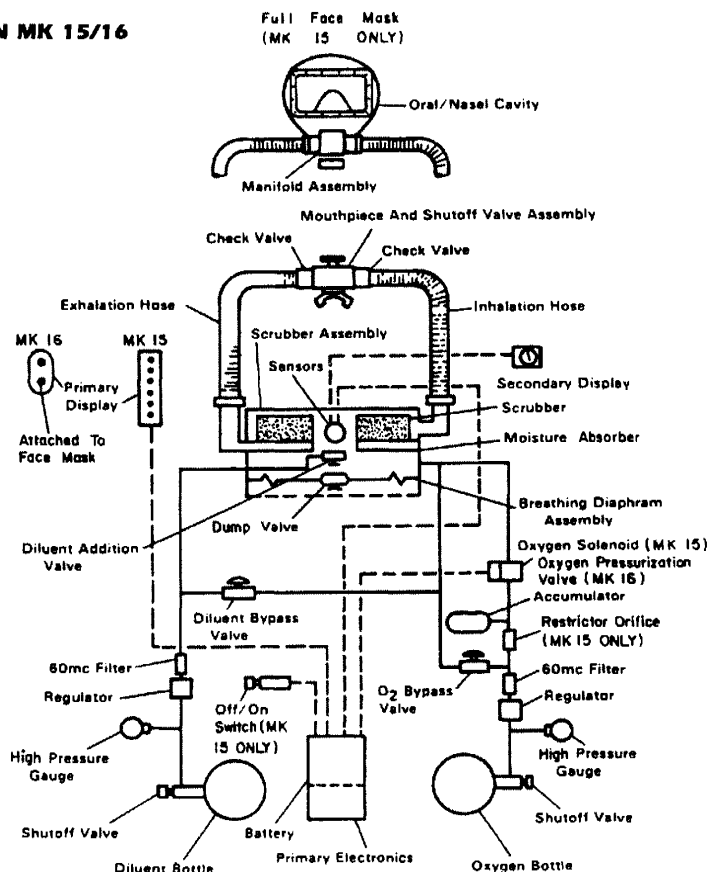 N MK 15/16
Full Face Mask
(MK 15 ONLY)
Oral/Nasel Cavity
Manifold Assembly
Mouthpiece And Shutoff Valve Assembly
Check Valve
Check Valve
Exhalation Hose
Inhalation Hose
Scrubber Assembly
MK 16
MK 15
Sensors
Primary
Display
Secondary Display
Scrubber
Attached To
Face Mask
Moisture Absorber
Breathing Diaphram
Assembly
Dump Valve
Diluent Addition
Valve
Oxygen Solenoid (MK 15)
Oxygen Pressurization
Valve (MK 16)
Accumulator
Diluent Bypass
Valve
Restrictor Orifice
(MK 15 ONLY)
60mc Filter
O2 Bypass
Valve
60mc Filter
Regulator
Regulator
Off/On
Switch (MK
15 ONLY)
High Pressure
Gauge
High Pressure
Gauge
Shutoff Valve
Battery
Shutoff Valve
Diluent Bottle
Primary Electronics
Oxygen Bottle